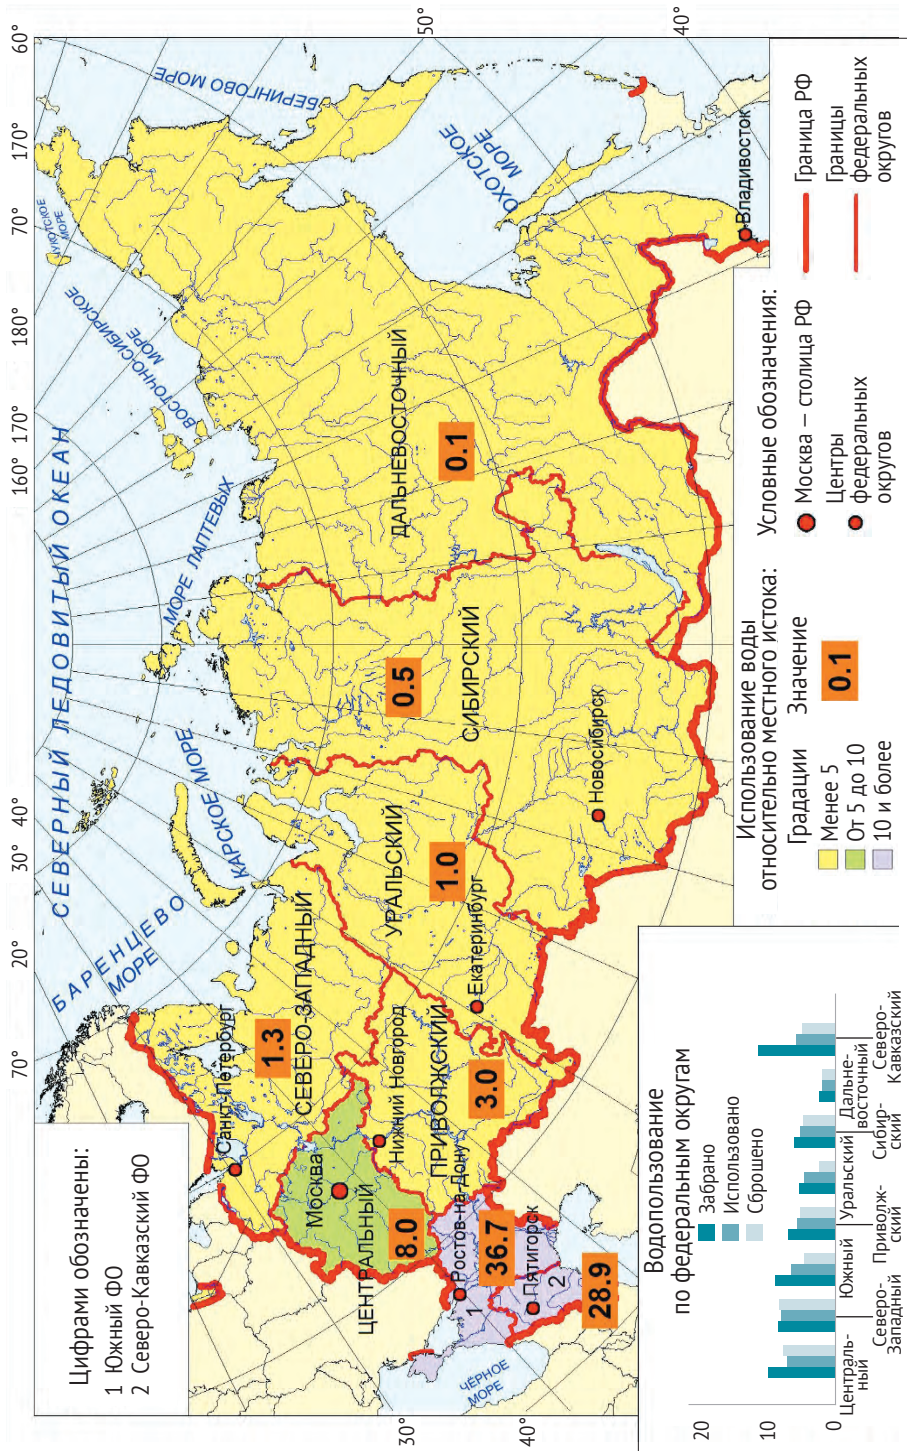 Цифрами обозначены:
1 Южный ФО
2 Северо-Кавказский ФО
70°
20°
30°
40°
160°
170°
180°
70°
170°
60°
СЕВЕРНЫЙ ЛЕДОВИТЫЙ ОКЕАН
БАРЕНЦЕВО
МОРЕ
КАРСКОЕ МОРЕ
МОРЕ ЛАПТЕВЫХ
ВОСТОЧНО-СИБИРСКОЕ
МОРЕ
ЧУКОТСКОЕ
МОРЕ
БЕРИНГОВО МОРЕ
ОХОТСКОЕ
МОРЕ
ЧЁРНОЕ
МОРЕ
50°
40°
30°
40°
Санкт-Петербург
1.3
СЕВЕРО-ЗАПАДНЫЙ
Москва
ЦЕНТРАЛЬНЫЙ
8.0
Нижний Новгород
ПРИВОЛЖСКИЙ
3.0
Ростов-на-Дону
1
36.7
Пятигорск
2
28.9
УРАЛЬСКИЙ
1.0
Екатеринбург
0.5
СИБИРСКИЙ
Новосибирск
ДАЛЬНЕВОСТОЧНЫЙ
0.1
Владивосток
Водопользование
по федеральным округам
Забрано
Использовано
Сброшено
20
10
0
Централь-
ный
Северо-
Западный
Южный
Приволж-
ский
Уральский
Сибир-
ский
Дальне-
восточный
Северо-
Кавказский
Использование воды
относительно местного истока:
Градации
Значение
Менее 5
От 5 до 10
10 и более
0.1
Условные обозначения:
Москва – столица РФ
Центры
федеральных
округов
Граница РФ
Границы
федеральных
округов